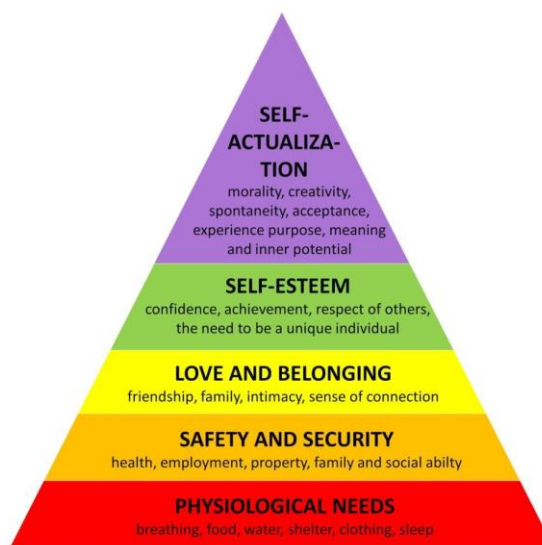 SELF-
ACTUALIZA-
TION
morality, creativity,
spontaneity, acceptance,
experience purpose, meaning
and inner potential
SELF-ESTEEM
confidence, achievement, respect of others,
the need to be a unique individual
LOVE AND BELONGING
friendship, family, intimacy, sense of connection
SAFETY AND SECURITY
health, employment, property, family and social abilty
PHYSIOLOGICAL NEEDS
breathing, food, water, shelter, clothing, sleep